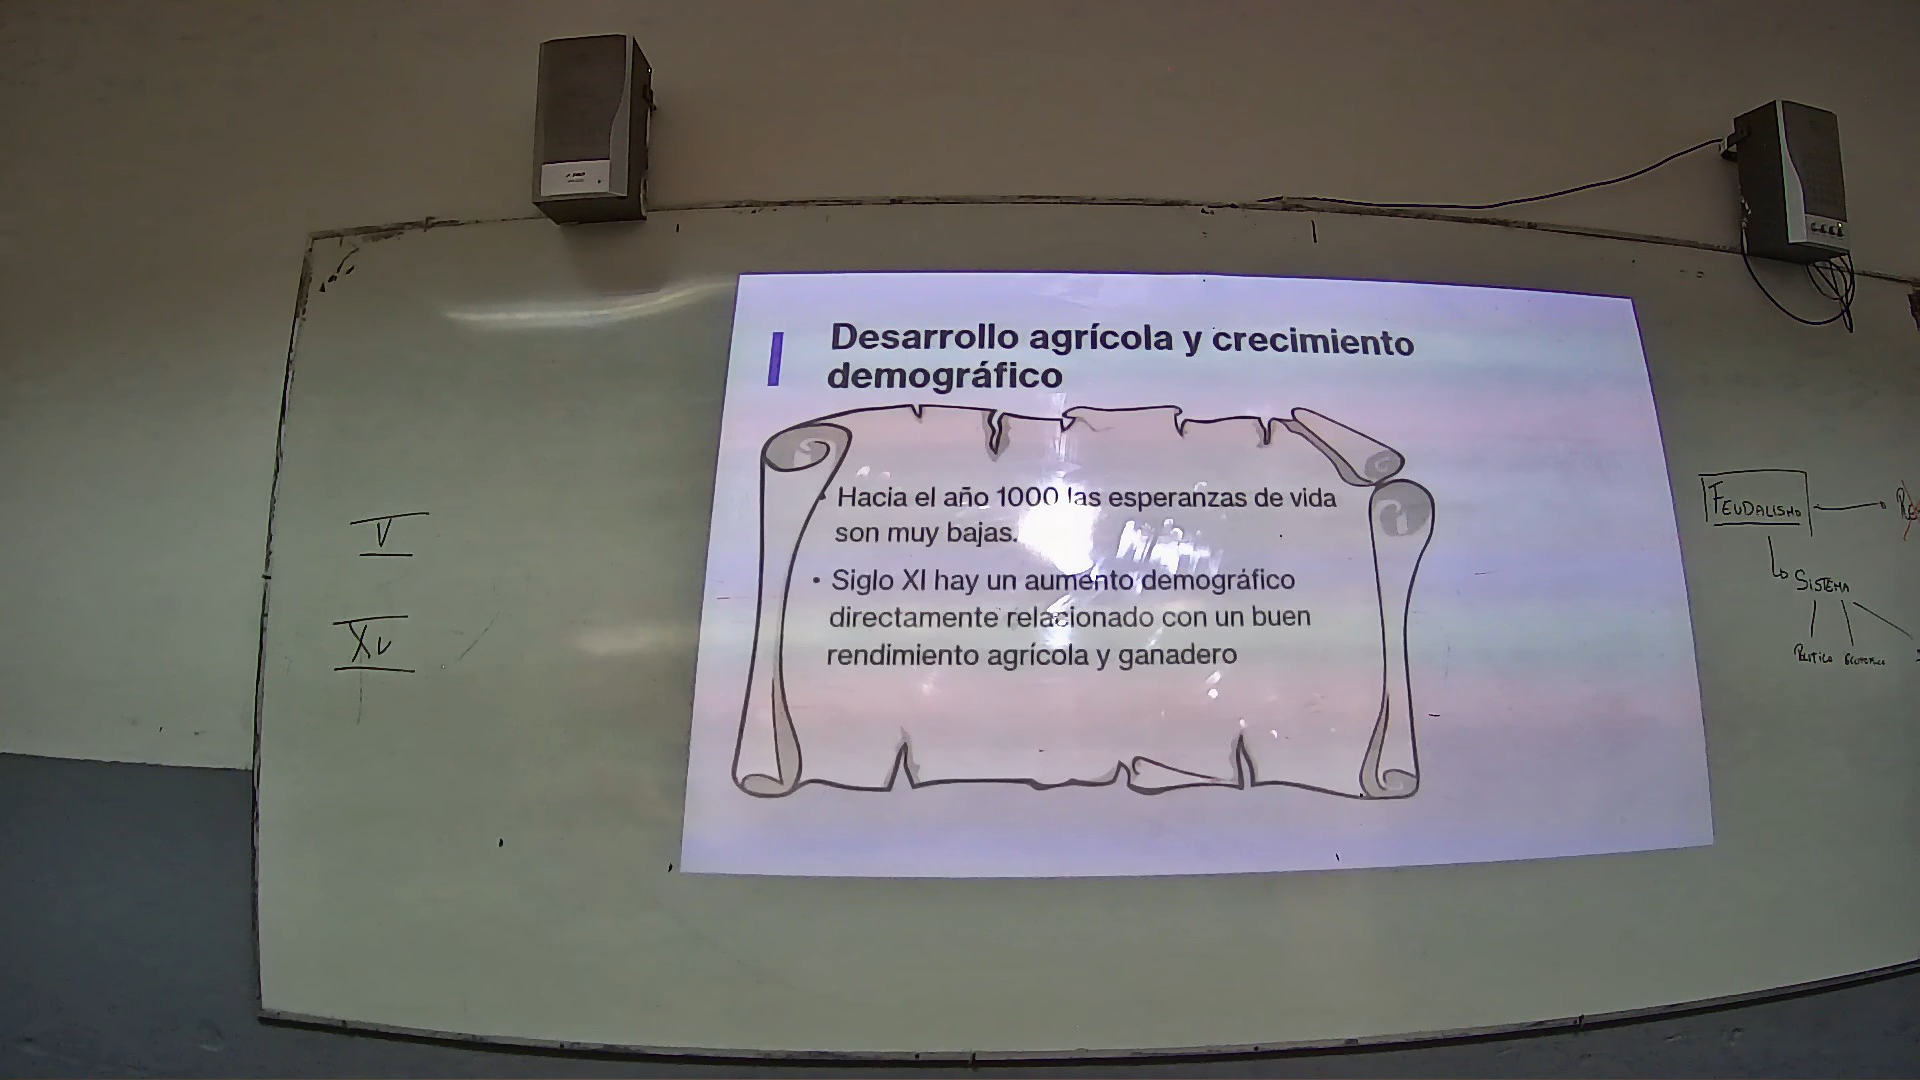 Desarrollo agrícola y crecimiento
demográfico
• Hacia el año 1000 las esperanzas de vida
son muy bajas.
• Siglo XI hay un aumento demográfico
directamente relacionado con un buen
rendimiento agrícola y ganadero
V
XV
FEUDALISMO
SISTEMA